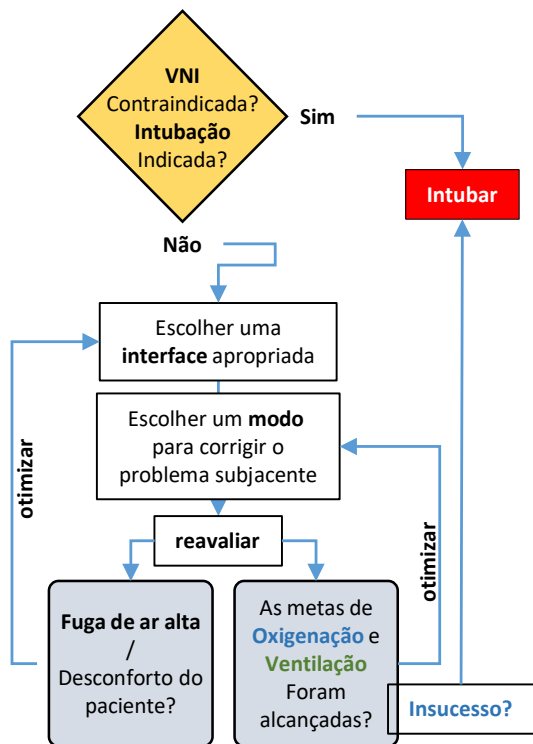 VNI
Contraindicada?
Intubação
Indicada?
Sim
Intubar
Não
Escolher uma
interface apropriada
Escolher um modo
para corrigir o
problema subjacente
otimizar
otimizar
reavaliar
Fuga de ar alta
/
Desconforto do
paciente?
As metas de
Oxigenação e
Ventilação
Foram
alcançadas?
Insucesso?